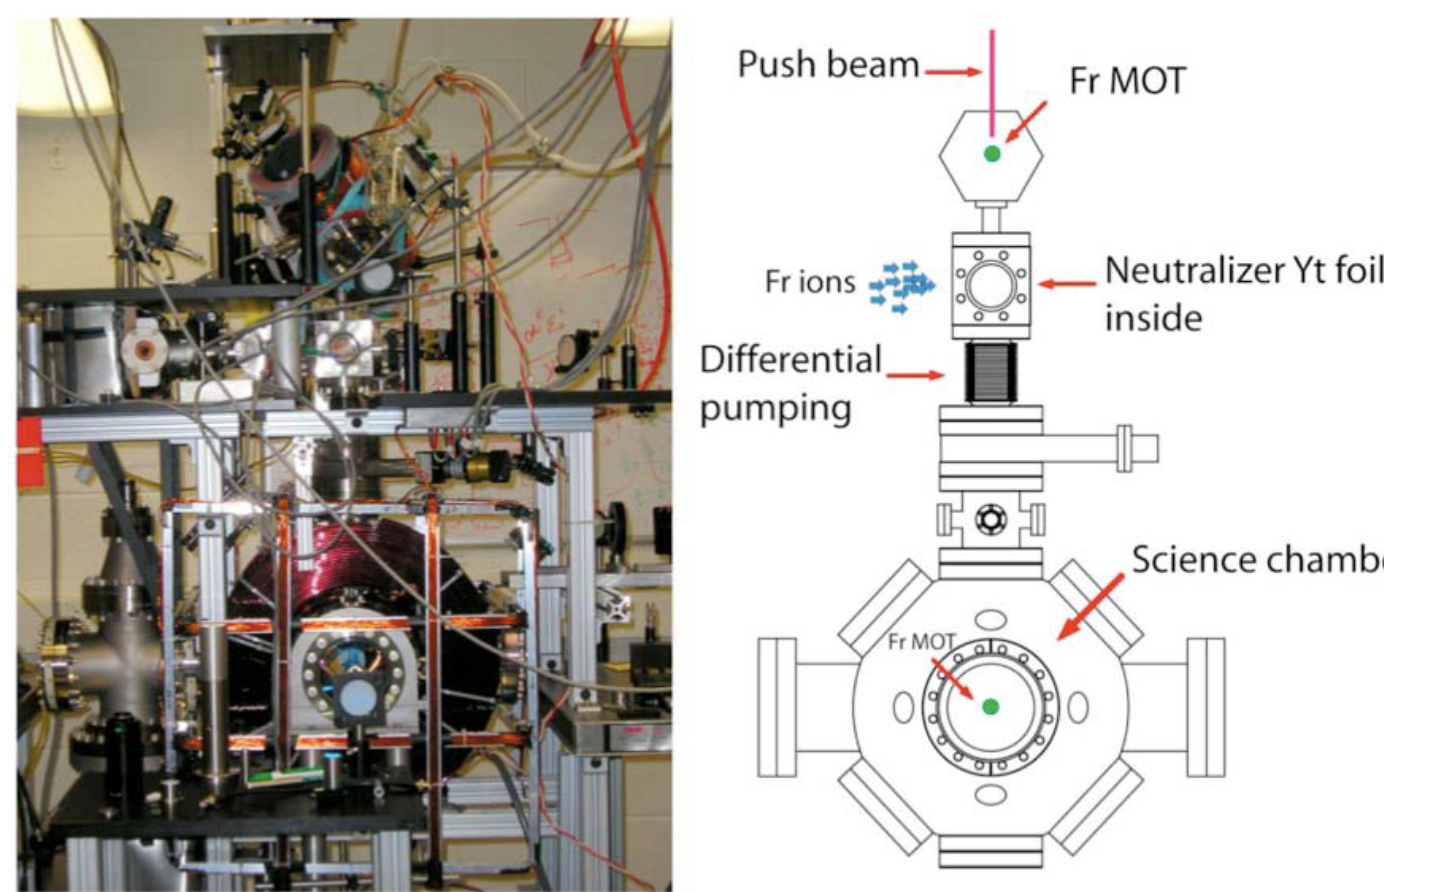 Push beam
Fr MOT
Fr ions
Neutralizer Yt foil
inside
Differential
pumping
Science chamb
Fr MOT